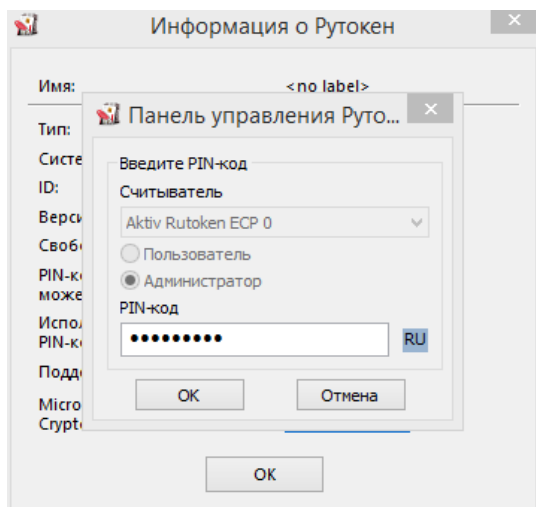 Информация о Рутокен
Имя: <no label>
Панель управления Руто...
Тип:
Введите PIN-код
Считыватель
ID:
Aktiv Rutoken ECP 0
Пользователь
Администратор
PIN-код
•••••••••
RU
OK
Отмена
Micro
OK